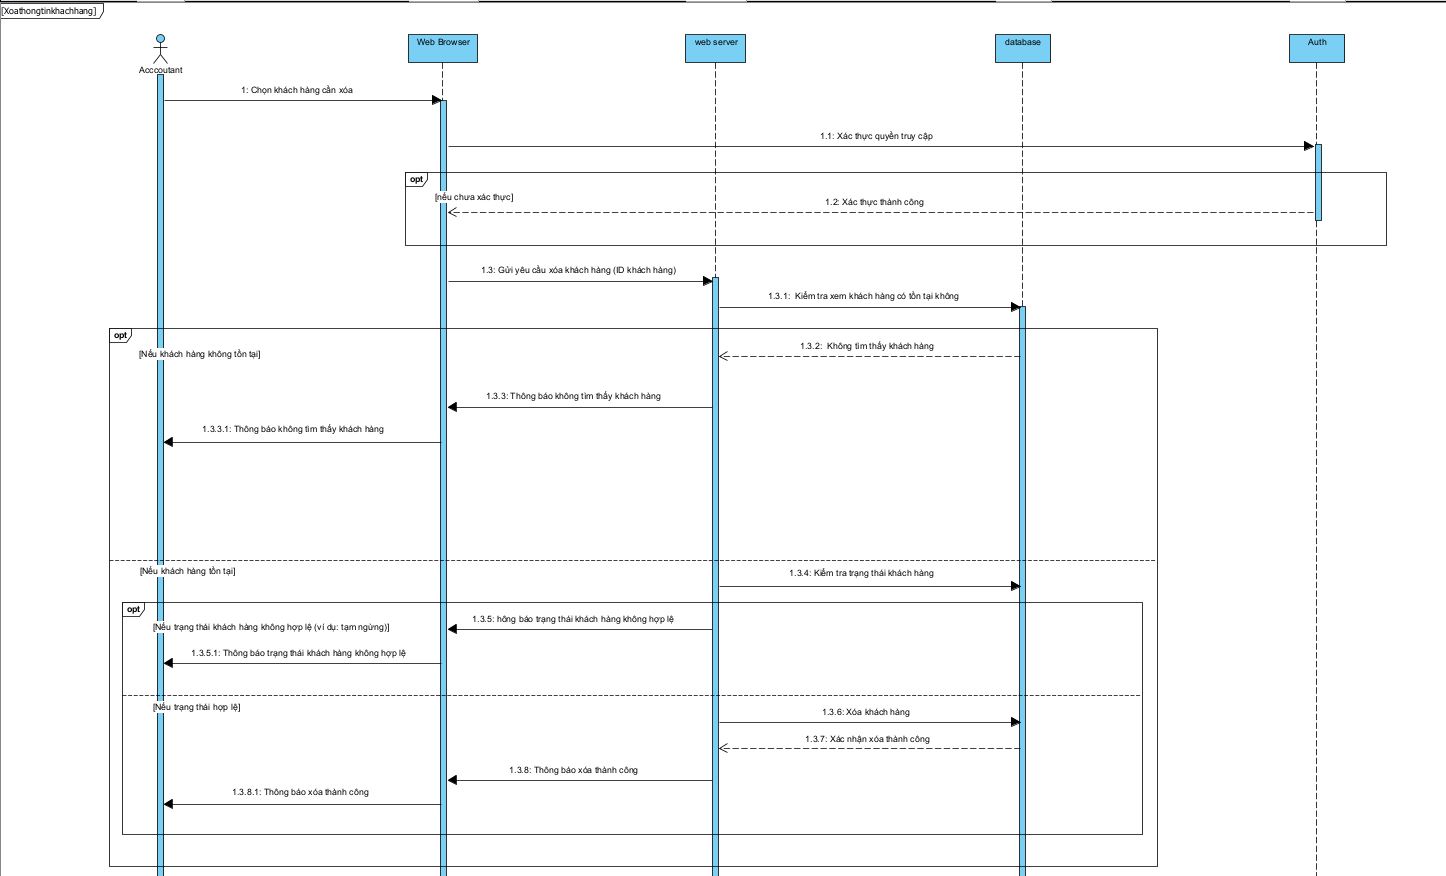 [Xoathongtinkhachhang]
Acccoutant
Web Browser
web server
database
Auth
1: Chọn khách hàng cần xóa
1.1: Xác thực quyền truy cập
opt
[nếu chưa xác thực]
1.2: Xác thực thành công
1.3: Gửi yêu cầu xóa khách hàng (ID khách hàng)
1.3.1: Kiểm tra xem khách hàng có tồn tại không
opt
[Nếu khách hàng không tồn tại]
1.3.2: Không tìm thấy khách hàng
1.3.3: Thông báo không tìm thấy khách hàng
1.3.3.1: Thông báo không tìm thấy khách hàng
[Nếu khách hàng tồn tại]
1.3.4: Kiểm tra trạng thái khách hàng
opt
[Nếu trạng thái khách hàng không hợp lệ (ví dụ: tạm ngừng)]
1.3.5: hông báo trạng thái khách hàng không hợp lệ
1.3.5.1: Thông báo trạng thái khách hàng không hợp lệ
[Nếu trạng thái hợp lệ]
1.3.6: Xóa khách hàng
1.3.7: Xác nhận xóa thành công
1.3.8: Thông báo xóa thành công
1.3.8.1: Thông báo xóa thành công